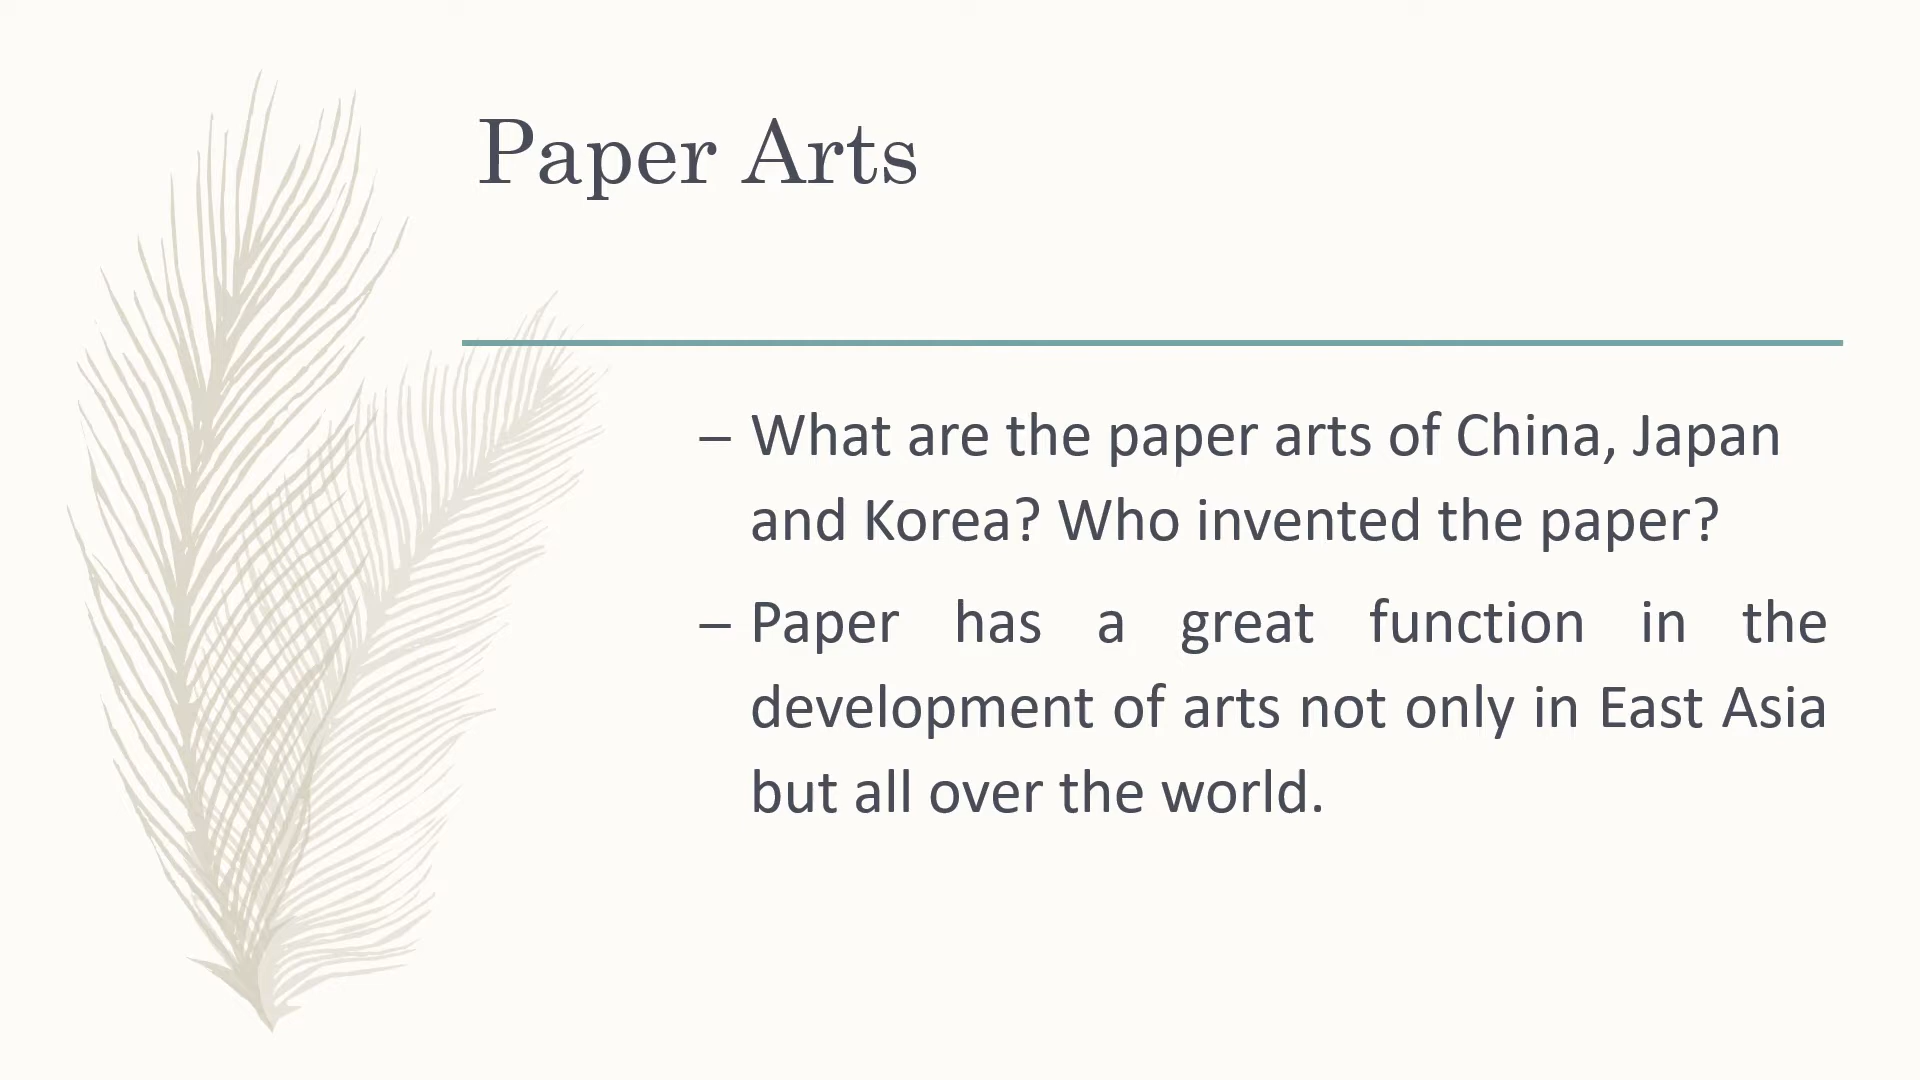 Paper Arts
– What are the paper arts of China, Japan
and Korea? Who invented the paper?
– Paper has a great function in the
development of arts not only in East Asia
but all over the world.